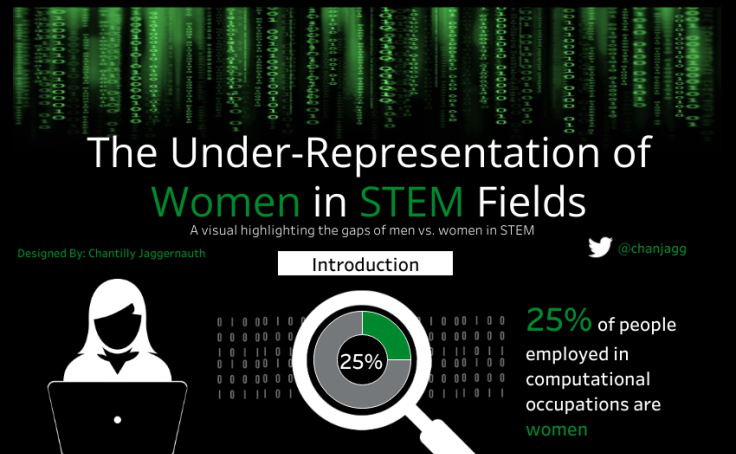 The Under-Representation of
Women in STEM Fields
A visual highlighting the gaps of men vs. women in STEM
Designed By: Chantilly Jaggernauth
@chanjagg
Introduction
25%
25% of people
employed in
computational
occupations are
women